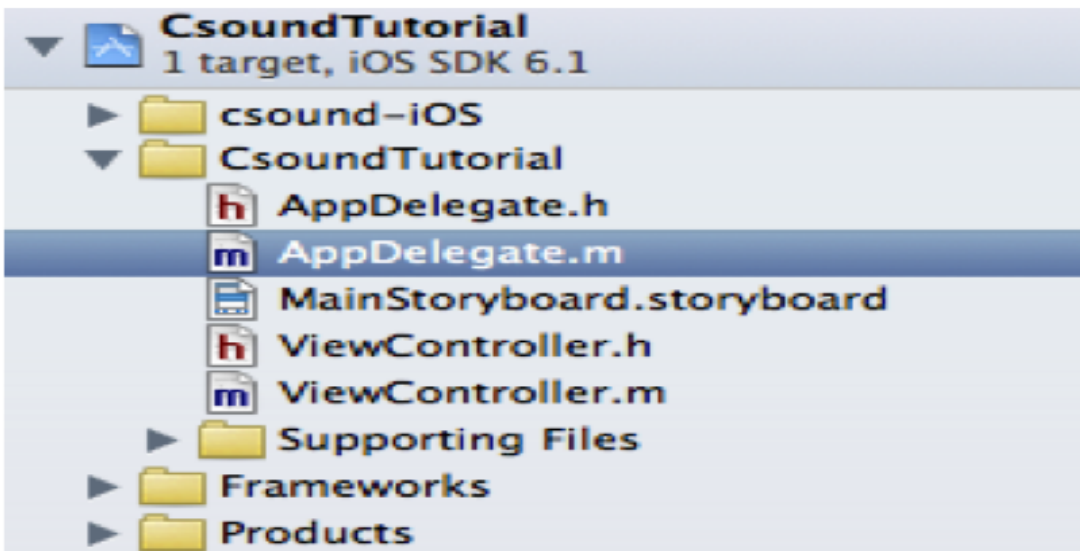 CsoundTutorial
1 target, iOS SDK 6.1
csound-iOS
CsoundTutorial
h AppDelegate.h
m AppDelegate.m
MainStoryboard.storyboard
h ViewController.h
m ViewController.m
Supporting Files
Frameworks
Products